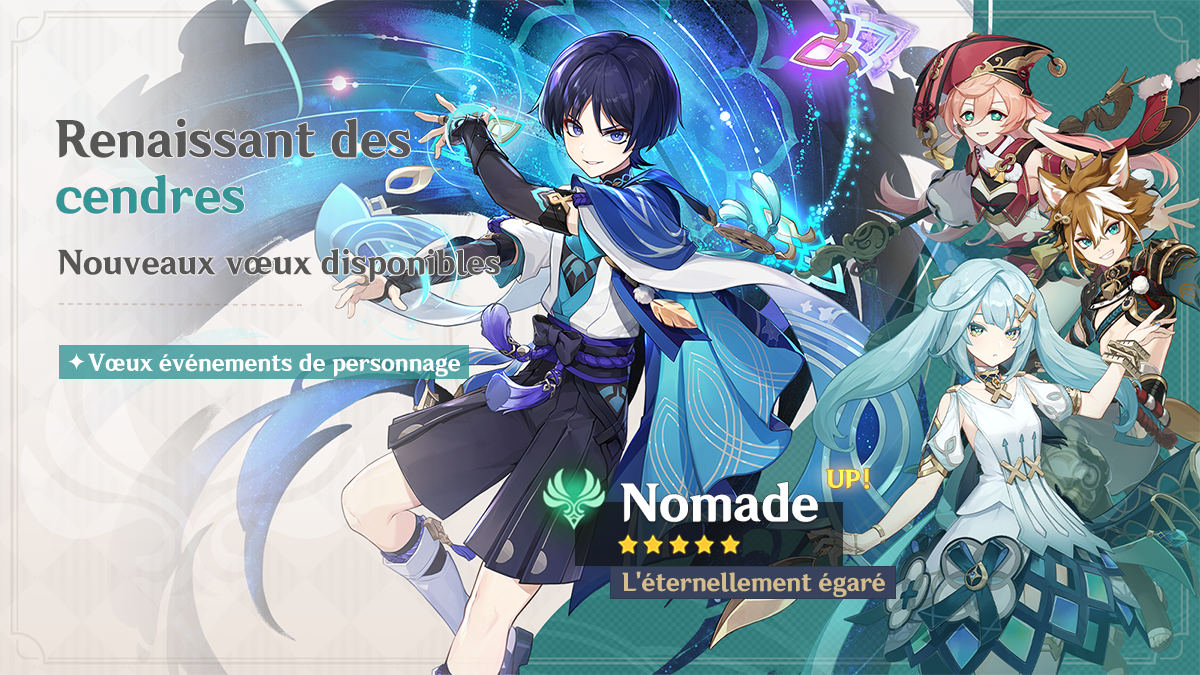 Renaissant des
cendres
Nouveaux vœux disponibles
✦Vœux événements de personnage
UP!
Nomade
L'éternellement égaré